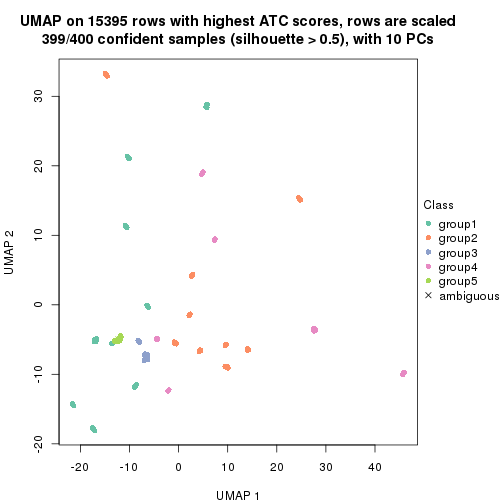 UMAP on 15395 rows with highest ATC scores, rows are scaled
399/400 confident samples (silhouette > 0.5), with 10 PCs
30
20
10
0
-10
-20
UMAP 2
-20
-10
0
10
20
30
40
UMAP 1
Class
group1
group2
group3
group4
group5
ambiguous